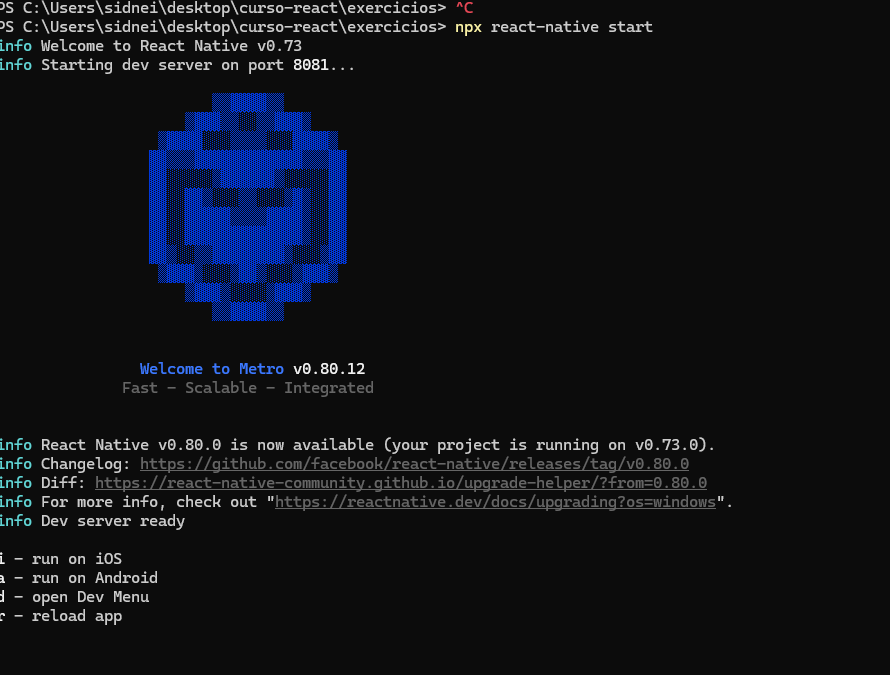 PS C:\Users\sidnei\desktop\curso-react\exercicios> ^C
PS C:\Users\sidnei\desktop\curso-react\exercicios> npx react-native start
info Welcome to React Native v0.73
info Starting dev server on port 8081...
Welcome to Metro v0.80.12
Fast - Scalable - Integrated
info React Native v0.80.0 is now available (your project is running on v0.73.0).
info Changelog: https://github.com/facebook/react-native/releases/tag/v0.80.0
info Diff: https://react-native-community.github.io/upgrade-helper/?from=0.80.0
info For more info, check out "https://reactnative.dev/docs/upgrading?os=windows".
info Dev server ready
i - run on iOS
a - run on Android
d - open Dev Menu
r - reload app